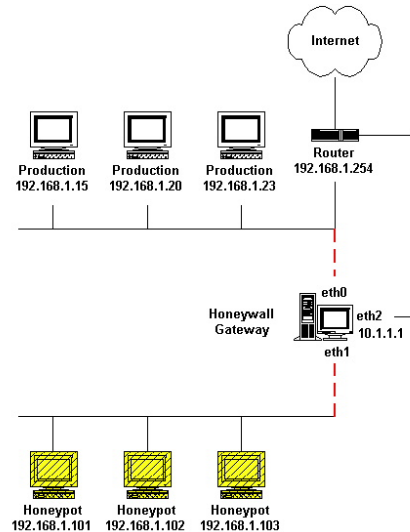 Internet
Router
192.168.1.254
Production
192.168.1.15
Production
192.168.1.20
Production
192.168.1.23
eth0
Honeywall
Gateway
eth2
10.1.1.1
eth1
Honeypot
192.168.1.101
Honeypot
192.168.1.102
Honeypot
192.168.1.103